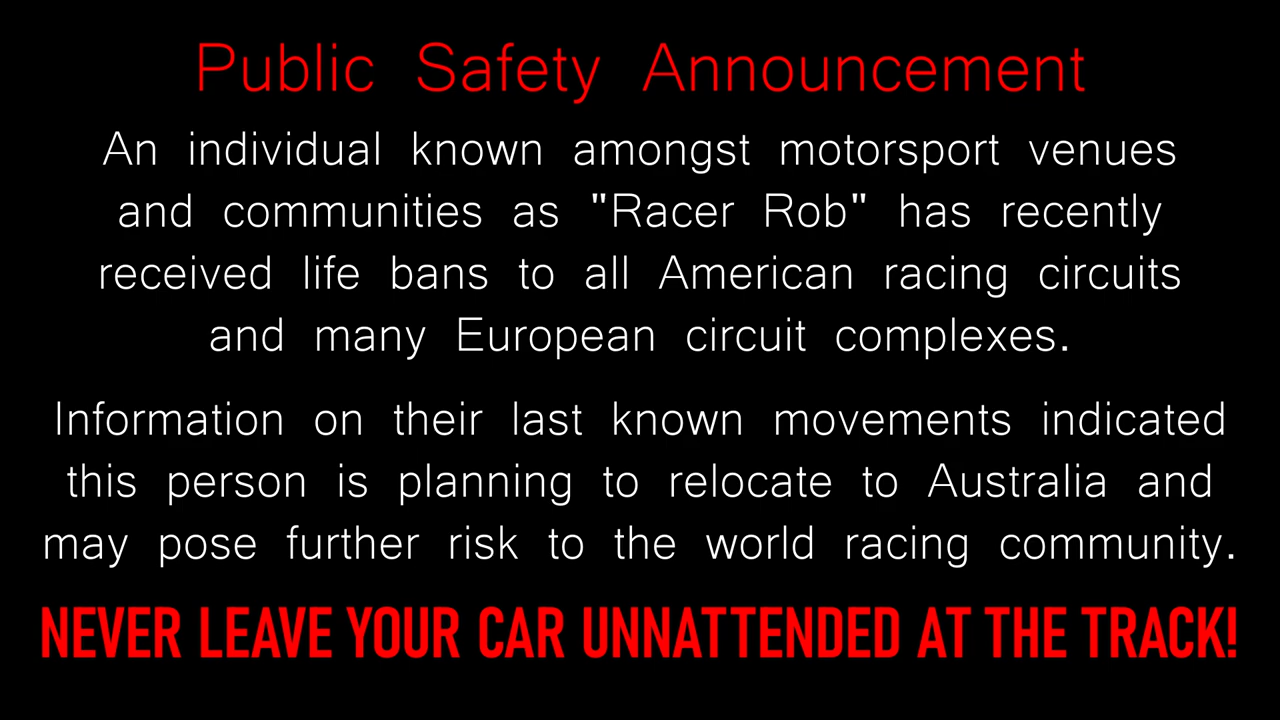 Public Safety Announcement
An individual known amongst motorsport venues
and communities as "Racer Rob" has recently
received life bans to all American racing circuits
and many European circuit complexes.
Information on their last known movements indicated
this person is planning to relocate to Australia and
may pose further risk to the world racing community.
NEVER LEAVE YOUR CAR UNNATTENDED AT THE TRACK!